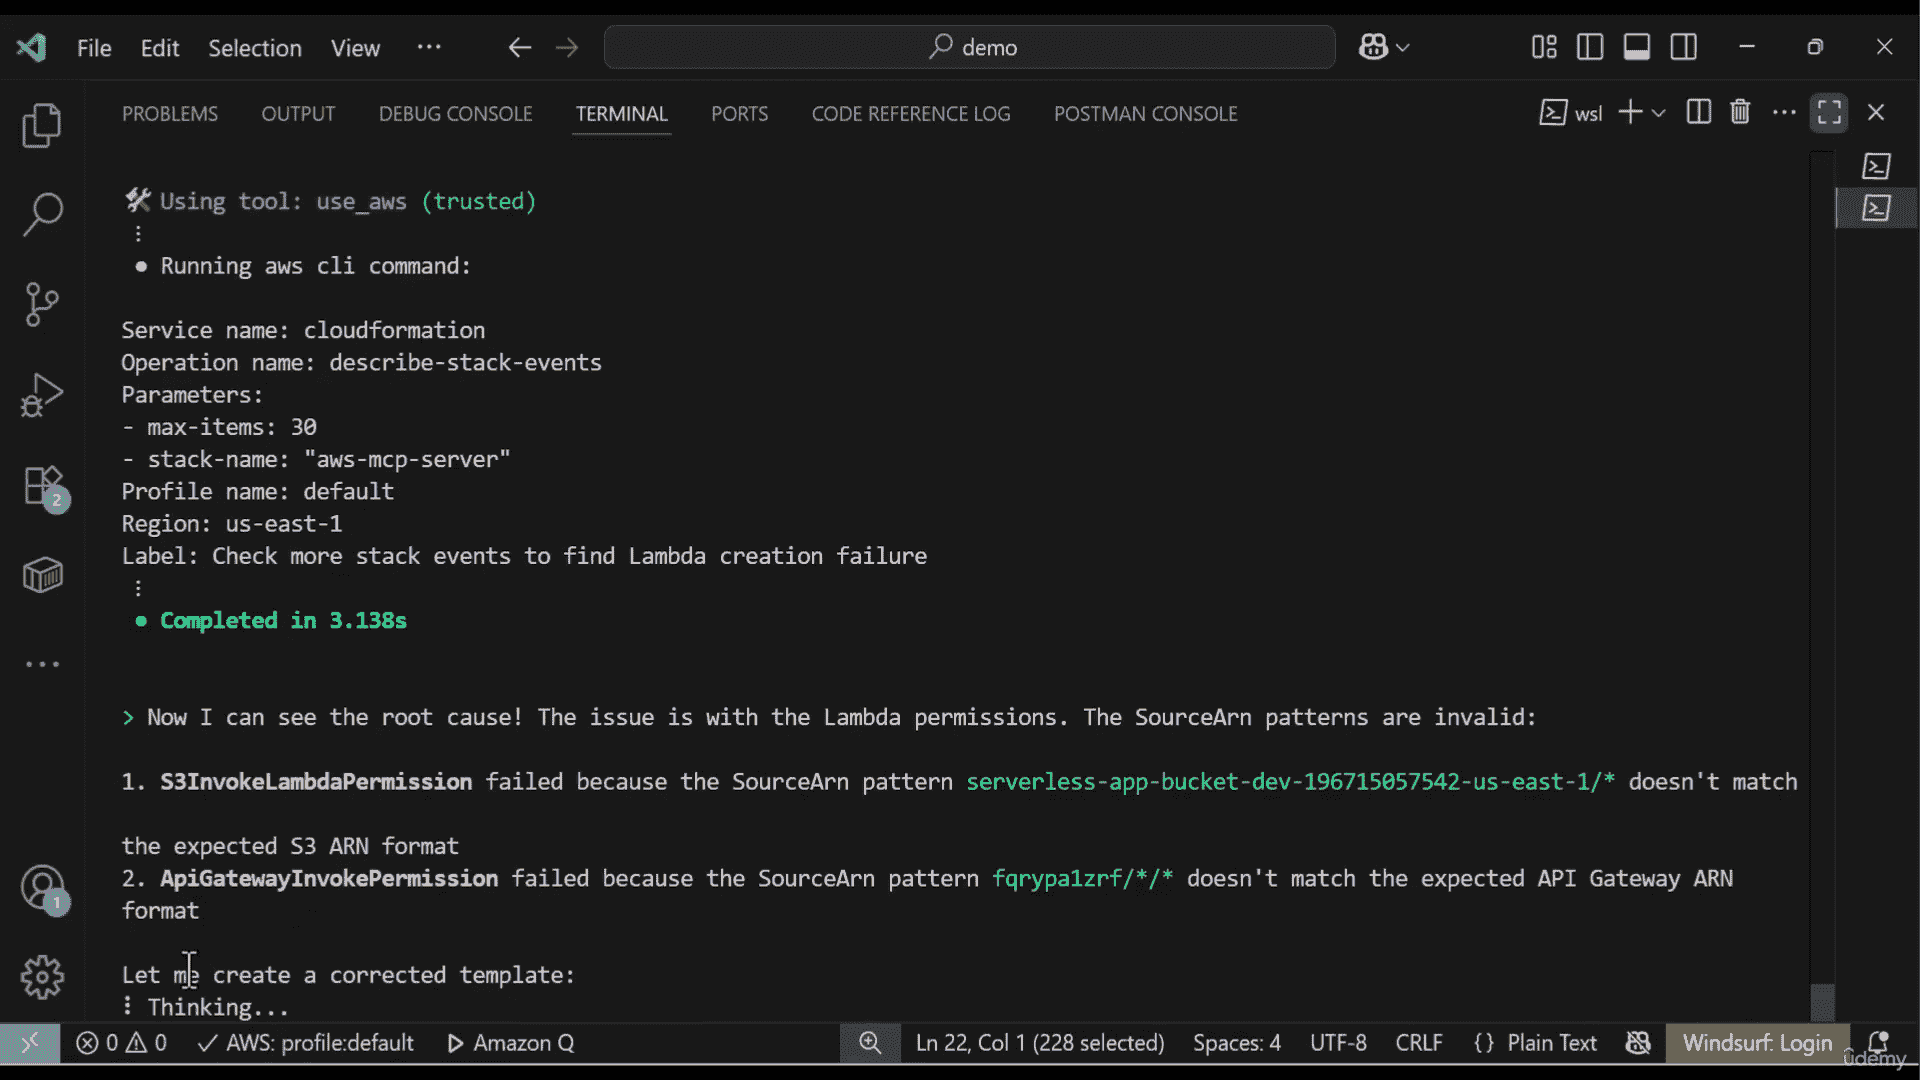 File Edit Selection View ··· demo
PROBLEMS OUTPUT DEBUG CONSOLE TERMINAL PORTS CODE REFERENCE LOG POSTMAN CONSOLE wsl
Using tool: use_aws (trusted)
⋮
● Running aws cli command:
Service name: cloudformation
Operation name: describe-stack-events
Parameters:
- max-items: 30
- stack-name: "aws-mcp-server"
Profile name: default
Region: us-east-1
Label: Check more stack events to find Lambda creation failure
⋮
● Completed in 3.138s
> Now I can see the root cause! The issue is with the Lambda permissions. The SourceArn patterns are invalid:
1. S3InvokeLambdaPermission failed because the SourceArn pattern serverless-app-bucket-dev-196715057542-us-east-1/* doesn't match
the expected S3 ARN format
2. ApiGatewayInvokePermission failed because the SourceArn pattern fqrypa1zrf/*/* doesn't match the expected API Gateway ARN
format
Let me create a corrected template:
⋮ Thinking...
2
1
0 0 AWS: profile:default Amazon Q Ln 22, Col 1 (228 selected) Spaces: 4 UTF-8 CRLF {} Plain Text Windsurf: Login
udemy